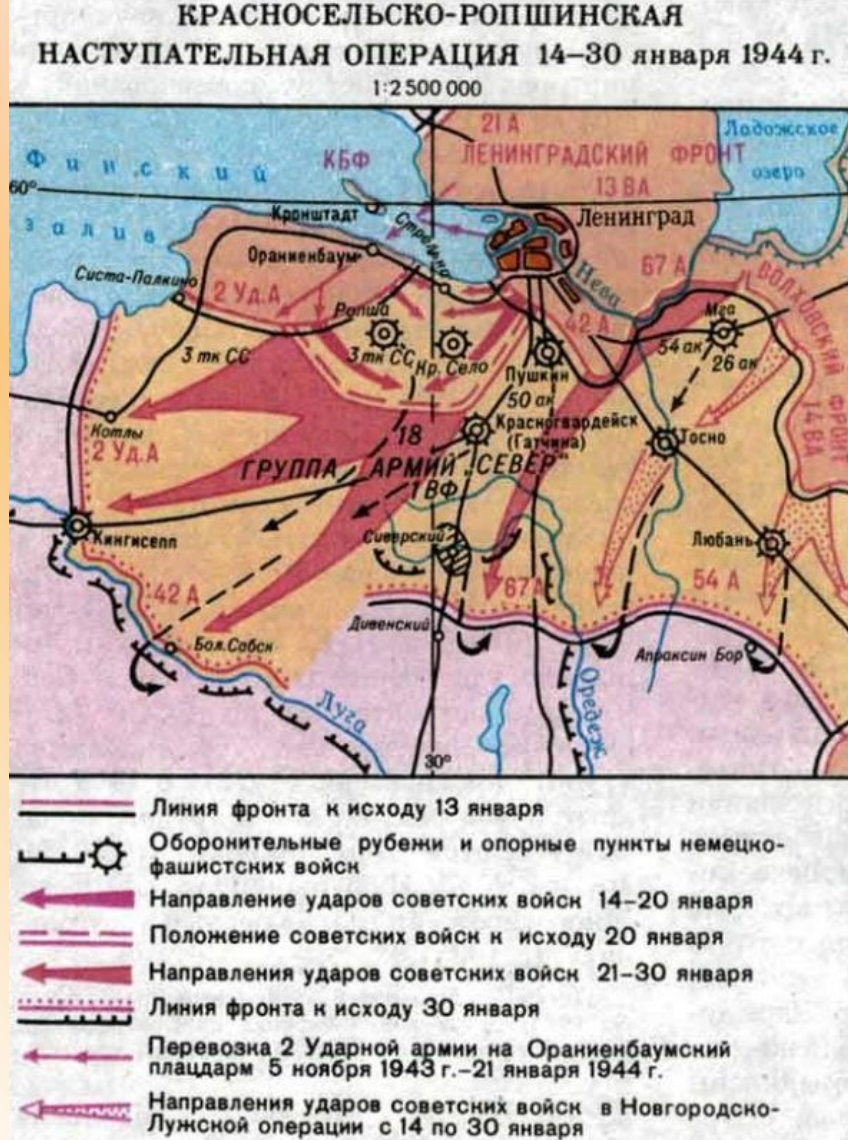 КРАСНОСЕЛЬСКО-РОПШИНСКАЯ
НАСТУПАТЕЛЬНАЯ ОПЕРАЦИЯ 14–30 января 1944 г.
1:2 500 000
21 А
Ладожское
озеро
Финский
залив
КБФ
ЛЕНИНГРАДСКИЙ ФРОНТ
13 ВА
60°
Кронштадт
Стрельна
Ленинград
Ораниенбаум
Нева
67 А
ВОЛХОВСКИЙ ФРОНТ
14 ВА
Систа-Палкино
2 Уд.А
Ропша
42 А
Мга
3 тк СС
3 тк СС
Кр. Село
Пушкин
54 ак
26 ак
50 ак
Котлы
2 Уд.А
18
Красногвардейск
(Гатчина)
Тосно
ГРУППА АРМИЙ „СЕВЕР"
1 ВФ
Кингисепп
Сиверский
Любань
42 А
67 А
54 А
Дивенский
Бол.Сабск
Апраксин Бор
Луга
Оредеж
30°
Линия фронта к исходу 13 января
Оборонительные рубежи и опорные пункты немецко-
фашистских войск
Направление ударов советских войск 14–20 января
Положение советских войск к исходу 20 января
Направления ударов советских войск 21–30 января
Линия фронта к исходу 30 января
Перевозка 2 Ударной армии на Ораниенбаумский
плацдарм 5 ноября 1943 г.–21 января 1944 г.
Направления ударов советских войск в Новгородско-
Лужской операции с 14 по 30 января